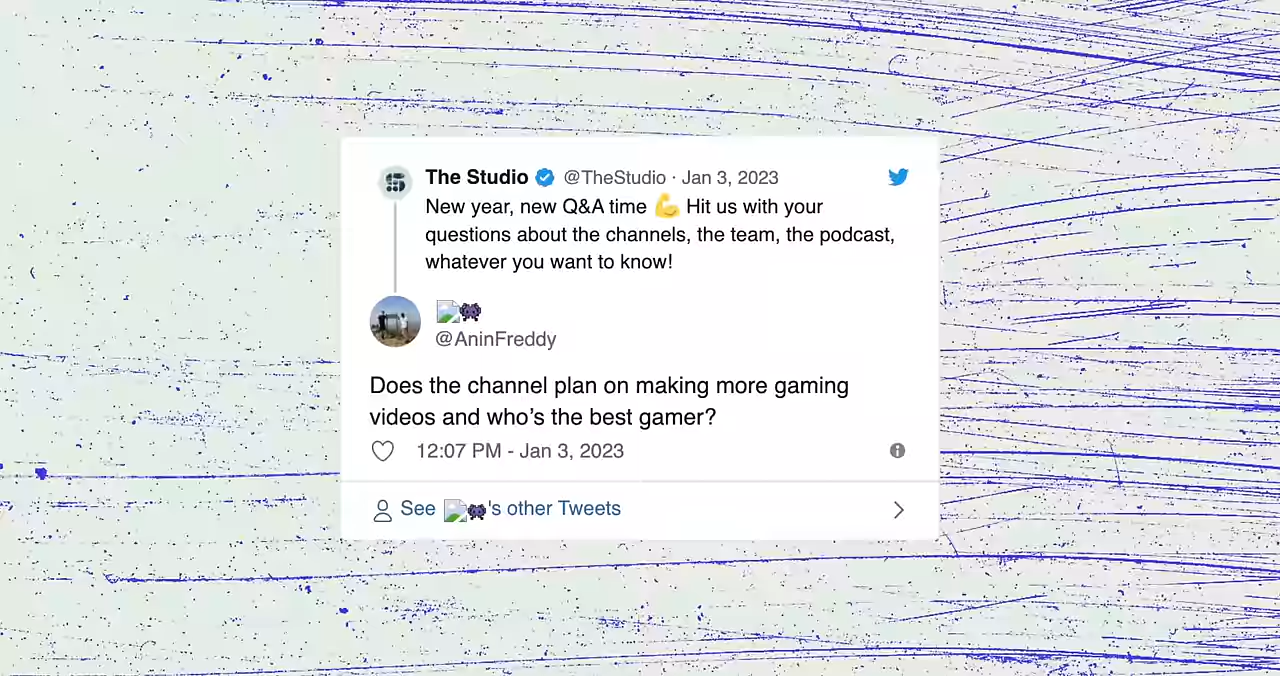 The Studio @TheStudio · Jan 3, 2023
New year, new Q&A time 💪 Hit us with your
questions about the channels, the team, the podcast,
whatever you want to know!
👾
@AninFreddy
Does the channel plan on making more gaming
videos and who’s the best gamer?
12:07 PM - Jan 3, 2023
See 👾's other Tweets